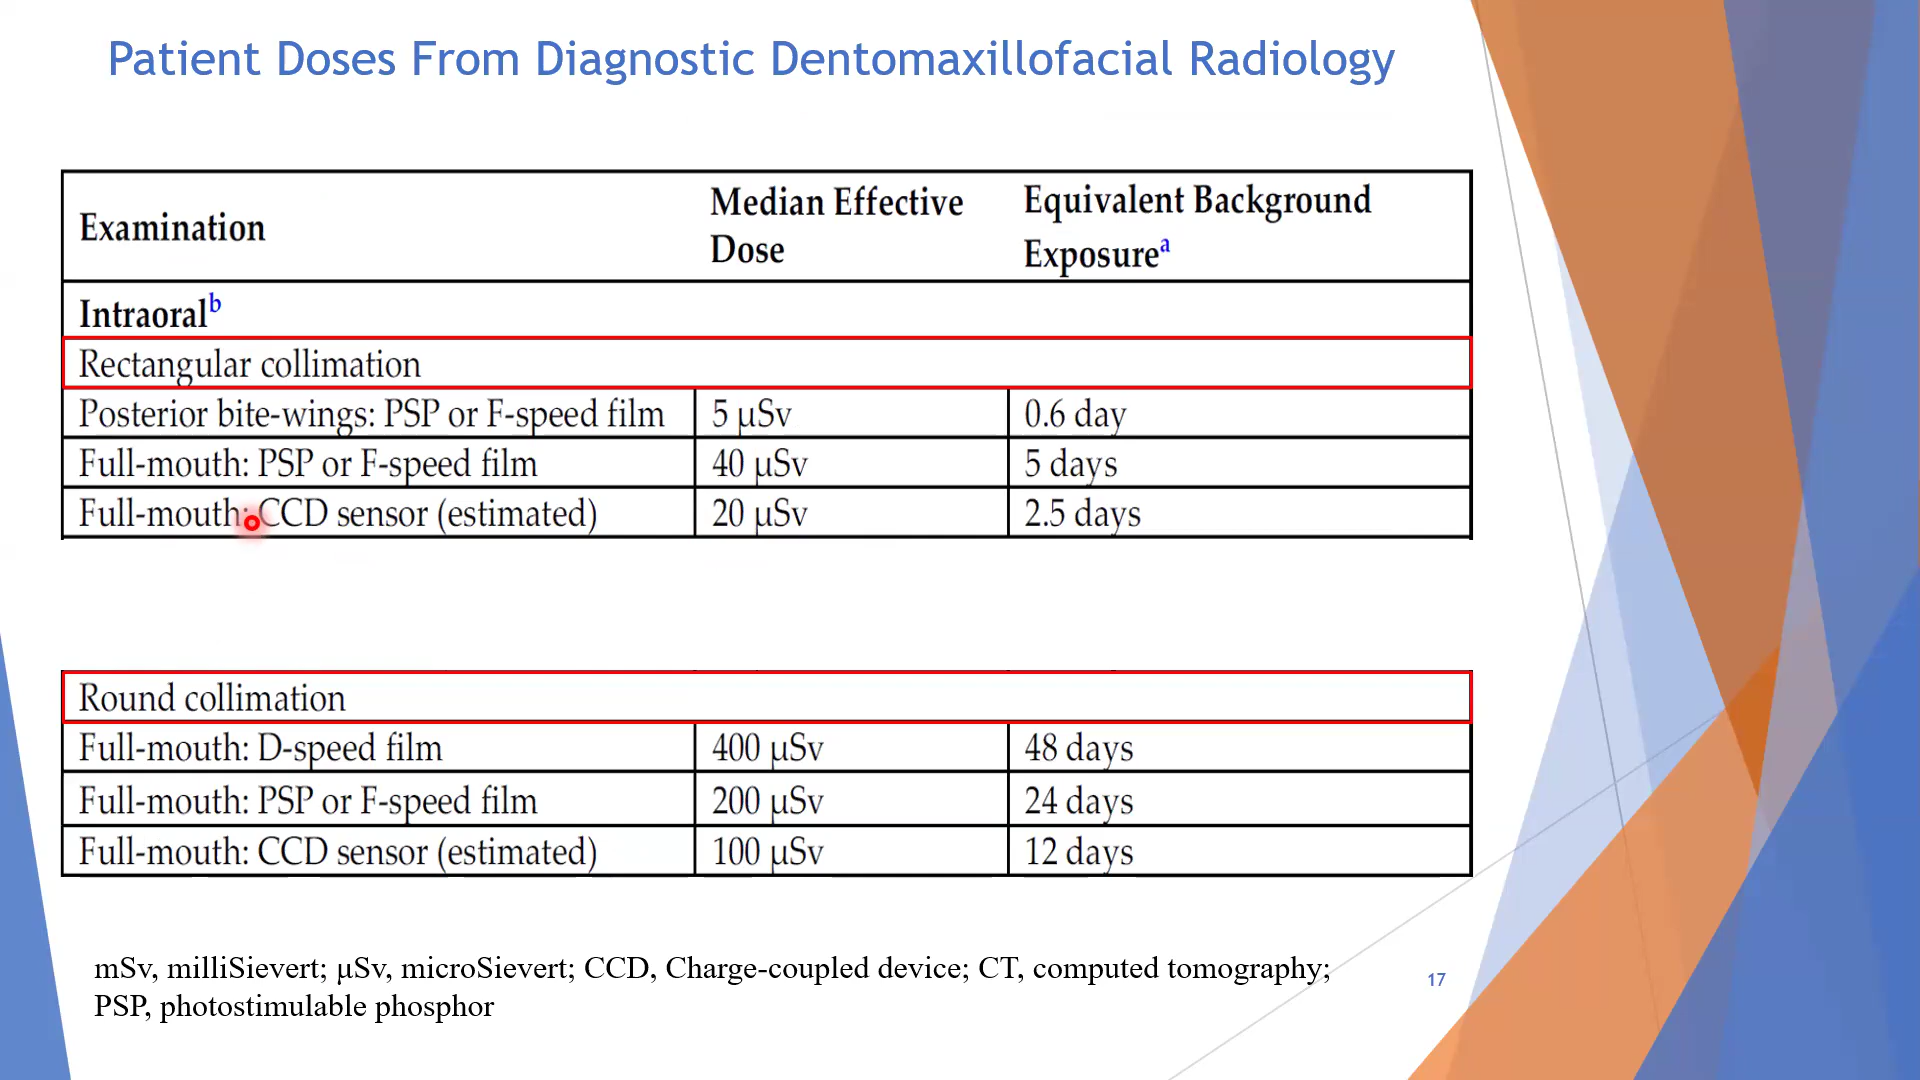 Patient Doses From Diagnostic Dentomaxillofacial Radiology
Examination
Median Effective
Dose
Equivalent Background
Exposureᵃ
Intraoralᵇ
Rectangular collimation
Posterior bite-wings: PSP or F-speed film 5 μSv 0.6 day
Full-mouth: PSP or F-speed film 40 μSv 5 days
Full-mouth: CCD sensor (estimated) 20 μSv 2.5 days
Round collimation
Full-mouth: D-speed film 400 μSv 48 days
Full-mouth: PSP or F-speed film 200 μSv 24 days
Full-mouth: CCD sensor (estimated) 100 μSv 12 days
mSv, milliSievert; μSv, microSievert; CCD, Charge-coupled device; CT, computed tomography;
PSP, photostimulable phosphor
17